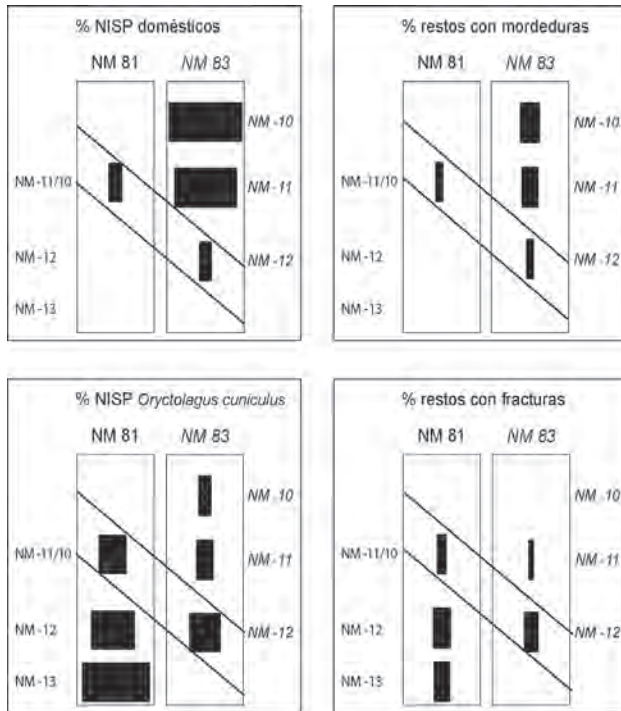 % NISP domésticos
NM 81 NM 83
NM -10
NM -11/10 NM -11
NM -12 NM -12
NM -13
% restos con mordeduras
NM 81 NM 83
NM -10
NM -11/10 NM -11
NM -12 NM -12
NM -13
% NISP Oryctolagus cuniculus
NM 81 NM 83
NM -10
NM -11/10 NM -11
NM -12 NM -12
NM -13
% restos con fracturas
NM 81 NM 83
NM -10
NM -11/10 NM -11
NM -12 NM -12
NM -13